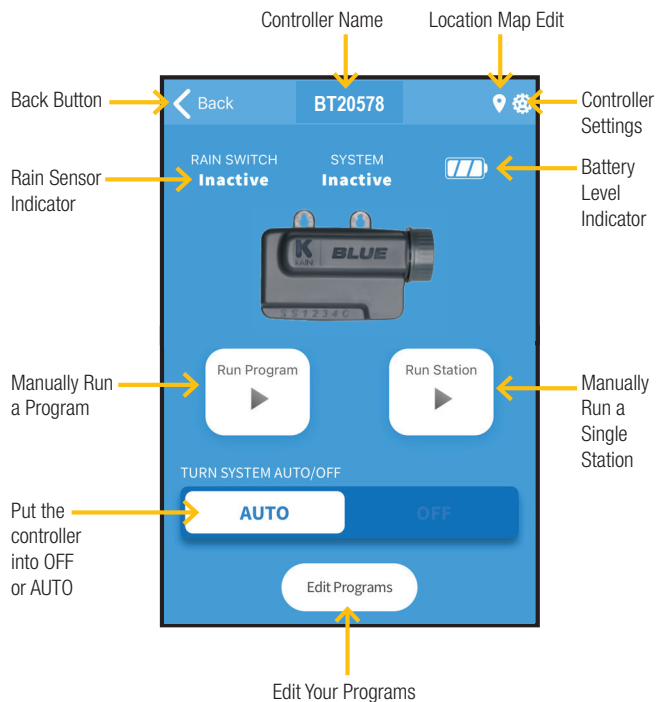 Controller Name
Location Map Edit
Back Button
Back
BT20578
Controller
Settings
RAIN SWITCH
Inactive
SYSTEM
Inactive
Rain Sensor
Indicator
Battery
Level
Indicator
K
RAIN
BLUE
SS1234C
Manually Run
a Program
Run Program
Run Station
Manually
Run a
Single
Station
TURN SYSTEM AUTO/OFF
Put the
controller
into OFF
or AUTO
AUTO
OFF
Edit Programs
Edit Your Programs